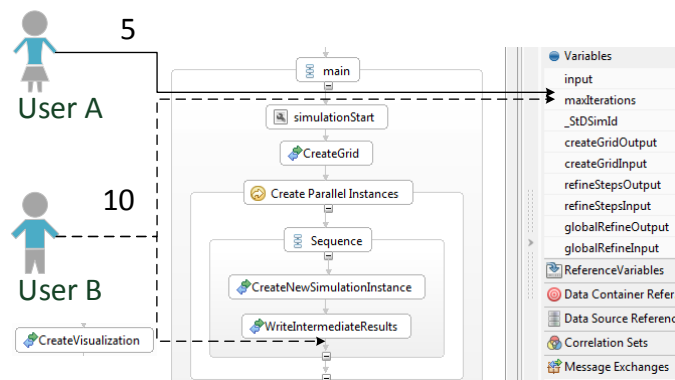 5
User A
10
User B
CreateVisualization
main
simulationStart
CreateGrid
Create Parallel Instances
Sequence
CreateNewSimulationInstance
WriteIntermediateResults
Variables
input
maxIterations
_StDSimId
createGridOutput
createGridInput
refineStepsOutput
refineStepsInput
globalRefineOutput
globalRefineInput
ReferenceVariables
Data Container Refer
Data Source Referenc
Correlation Sets
Message Exchanges